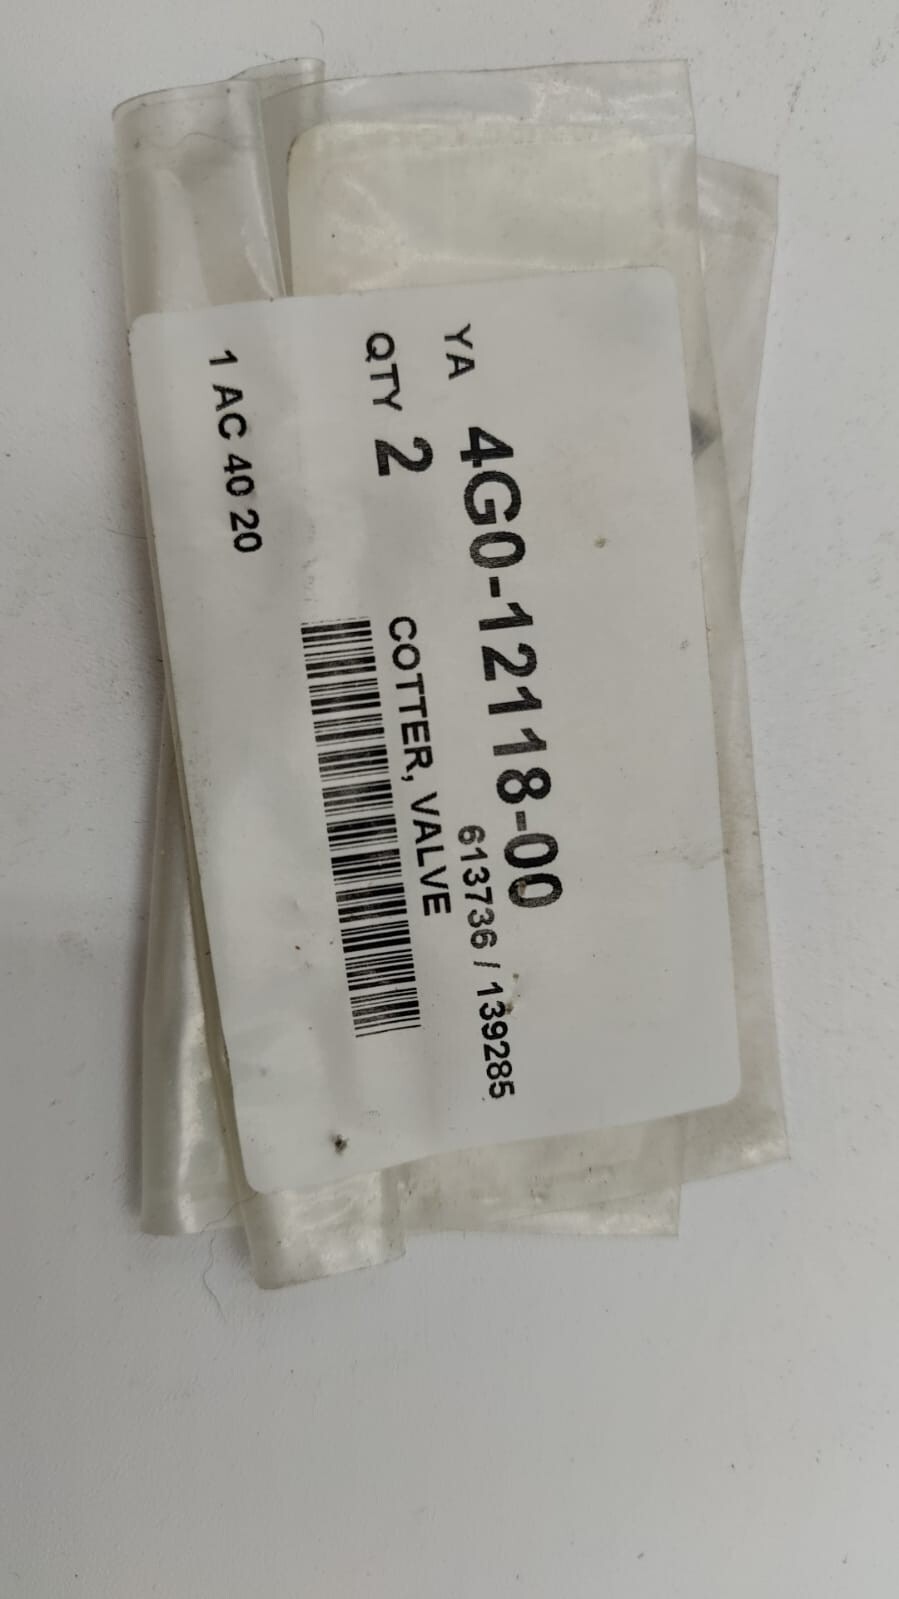 YA 4G0-12118-00
613736 / 139285
QTY 2
COTTER, VALVE
1 AC 40 20